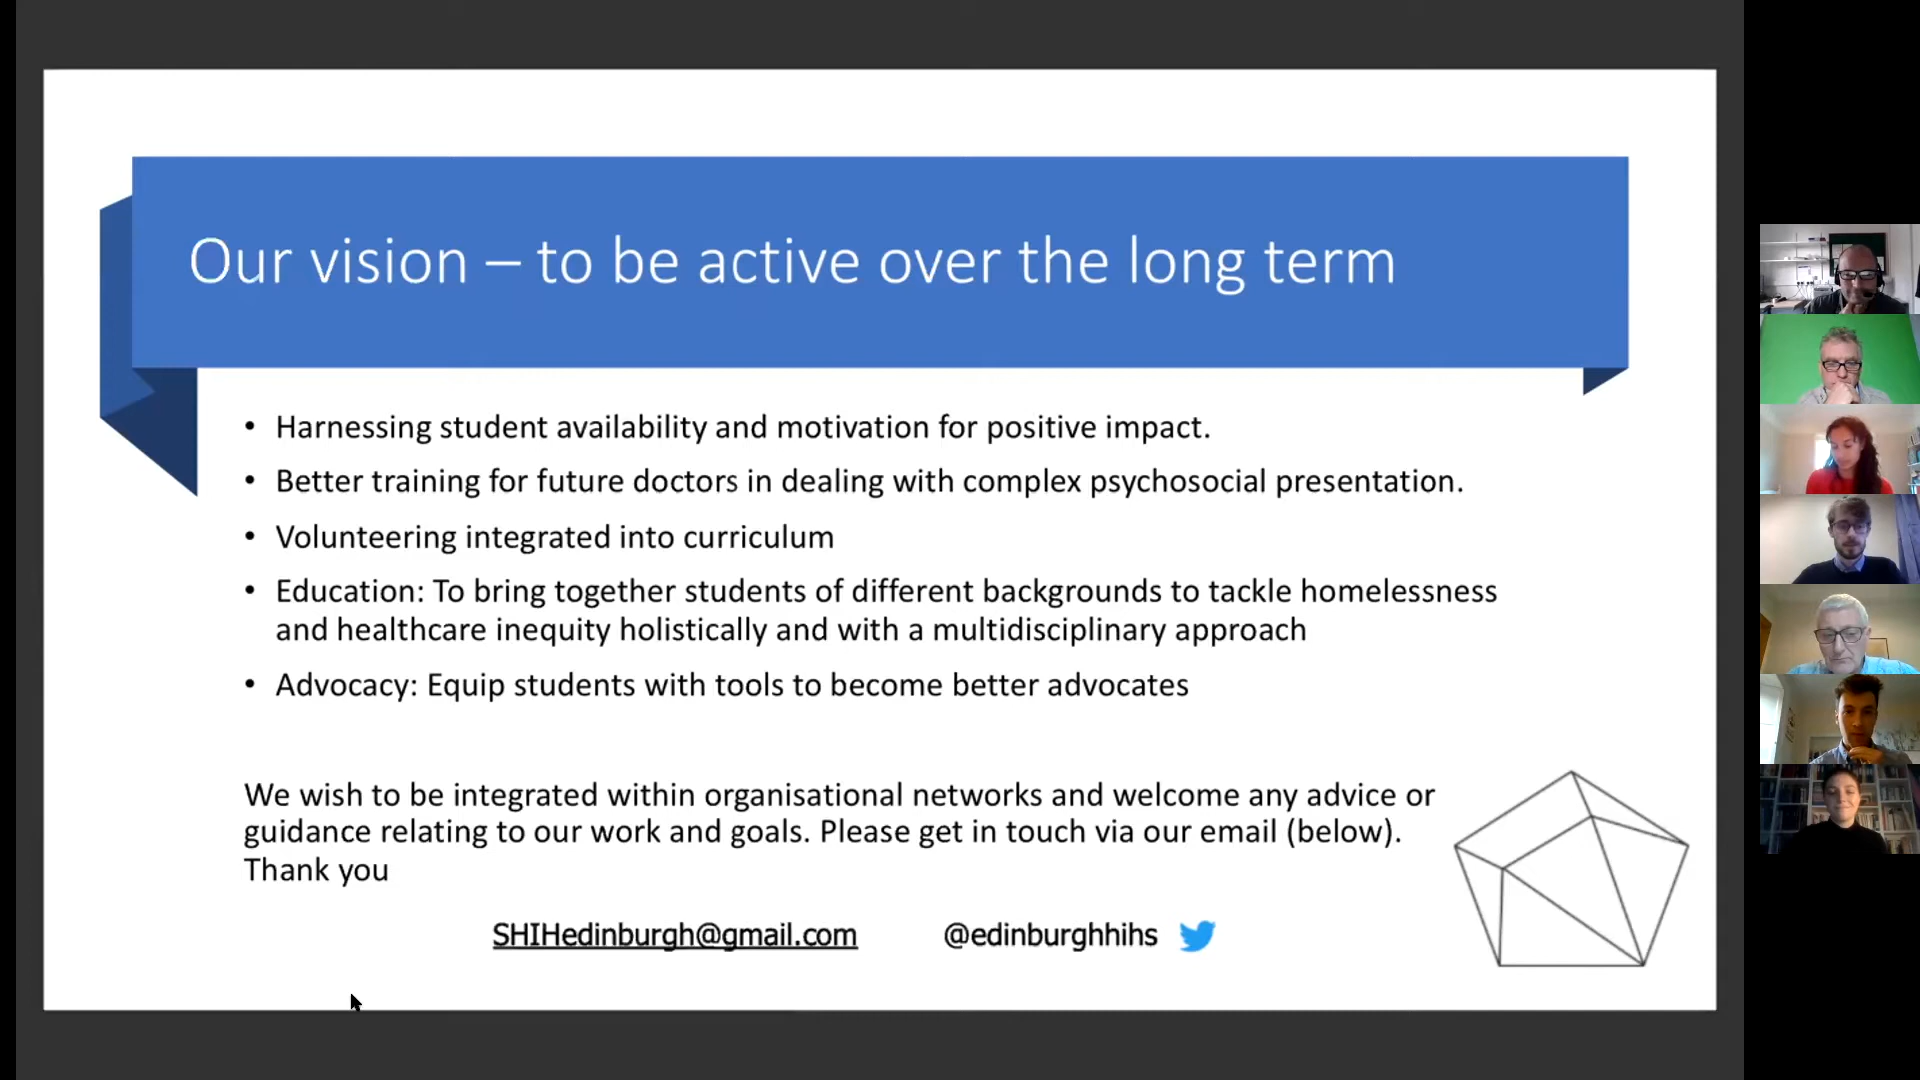 Our vision – to be active over the long term
• Harnessing student availability and motivation for positive impact.
• Better training for future doctors in dealing with complex psychosocial presentation.
• Volunteering integrated into curriculum
• Education: To bring together students of different backgrounds to tackle homelessness
and healthcare inequity holistically and with a multidisciplinary approach
• Advocacy: Equip students with tools to become better advocates
We wish to be integrated within organisational networks and welcome any advice or
guidance relating to our work and goals. Please get in touch via our email (below).
Thank you
SHIHedinburgh@gmail.com @edinburghhihs